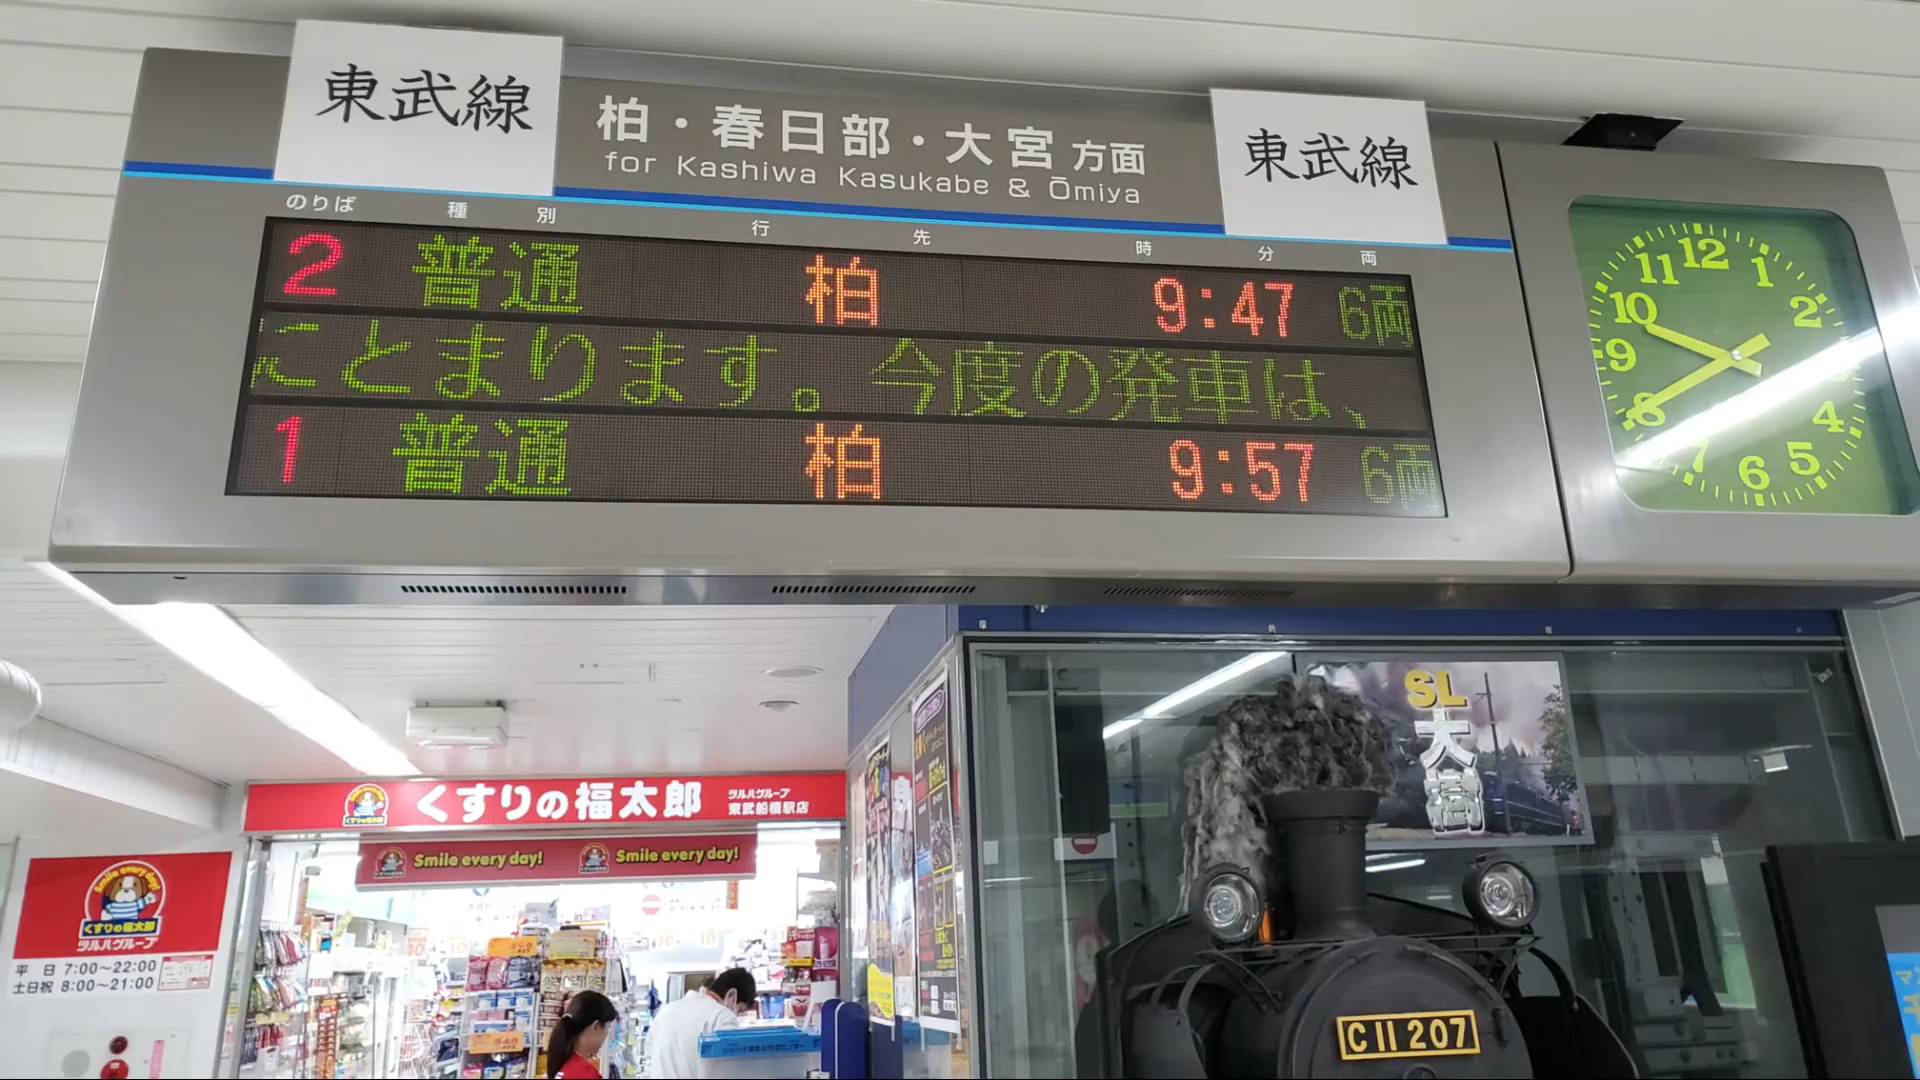 東武線
柏・春日部・大宮 方面
for Kashiwa Kasukabe & Ōmiya
東武線
のりば 種別 行先 時 分 両
2 普通 柏 9:47 6両
にとまります。今度の発車は、
1 普通 柏 9:57 6両
12
1
2
4
5
6
7
8
9
10
11
くすりの福太郎
ツルハグループ
東武船橋駅店
Smile every day!
Smile every day!
Smile every day!
くすりの福太郎
ツルハグループ
平日 7:00～22:00
土日祝 8:00～21:00
SL
大樹
C11 207